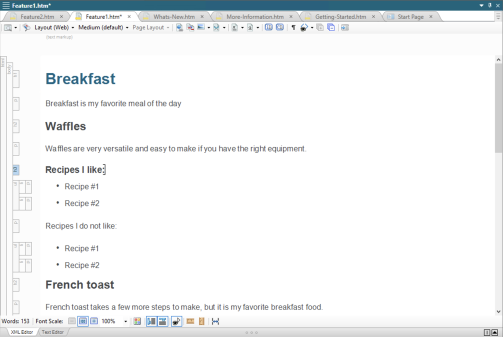 Feature1.htm*
Feature2.htm Feature1.htm* Whats-New.htm More-Information.htm Getting-Started.htm Start Page
Layout (Web) Medium (default) Page Layout
Breakfast
Breakfast is my favorite meal of the day
Waffles
Waffles are very versatile and easy to make if you have the right equipment.
Recipes I like:
• Recipe #1
• Recipe #2
Recipes I do not like:
• Recipe #1
• Recipe #2
French toast
French toast takes a few more steps to make, but it is my favorite breakfast food.
Words: 153 Font Scale: 100%
XML Editor Text Editor